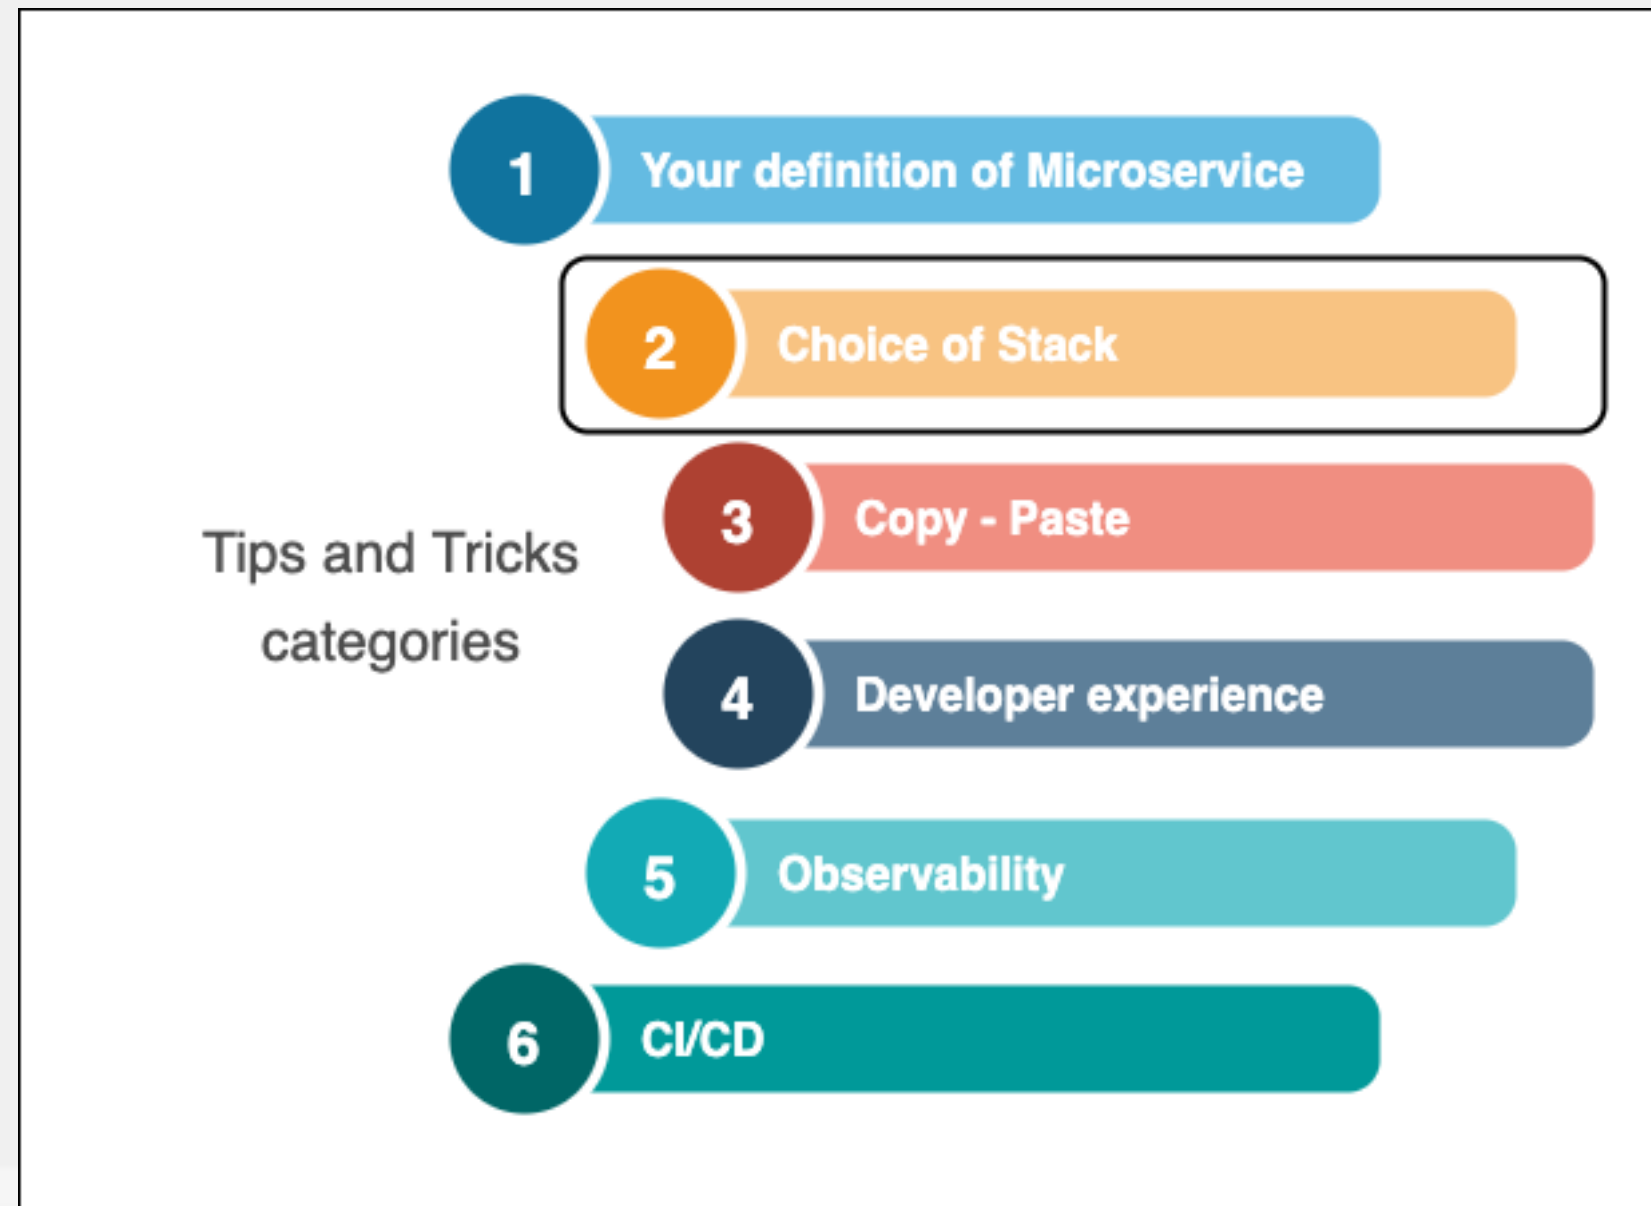 1 Your definition of Microservice
2 Choice of Stack
3 Copy - Paste
Tips and Tricks
categories
4 Developer experience
5 Observability
6 CI/CD